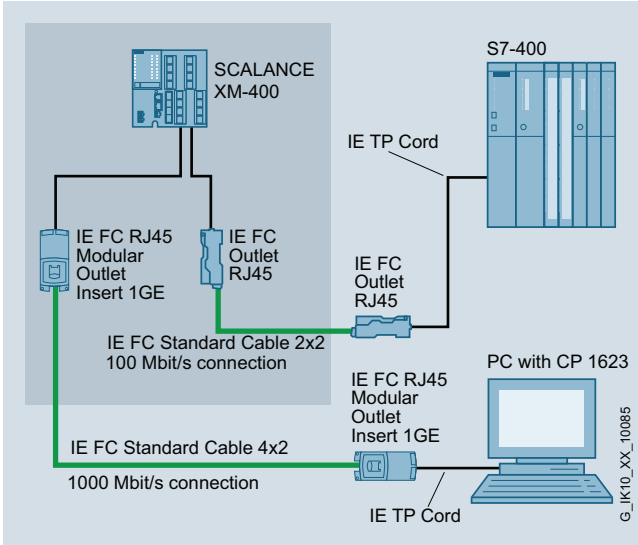 S7-400
SCALANCE
XM-400
IE TP Cord
IE FC RJ45
Modular
Outlet
Insert 1GE
IE FC
Outlet
RJ45
IE FC
Outlet
RJ45
IE FC Standard Cable 2x2
100 Mbit/s connection
PC with CP 1623
IE FC RJ45
Modular
Outlet
Insert 1GE
IE FC Standard Cable 4x2
1000 Mbit/s connection
IE TP Cord
G_IK10_XX_10085